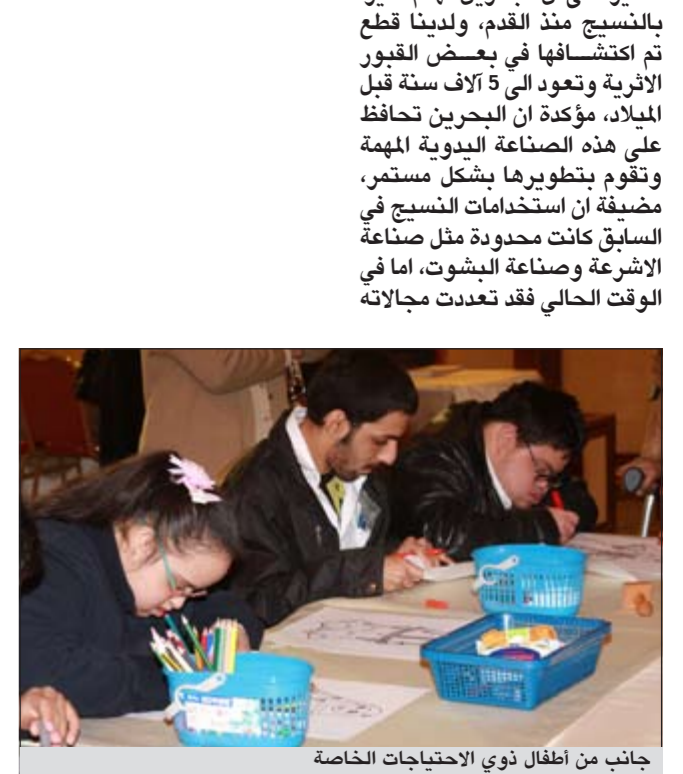 بالنسيج منذ القدم، ولدينا قطع
تم اكتشافها في بعض القبور
الاثرية وتعود الى 5 آلاف سنة قبل
الميلاد، مؤكدة ان البحرين تحافظ
على هذه الصناعة اليدوية المهمة
وتقوم بتطويرها بشكل مستمر،
مضيفة ان استخدامات النسيج في
السابق كانت محدودة مثل صناعة
الاشرعة وصناعة البشوت، اما في
الوقت الحالي فقد تعددت مجالاته
جانب من أطفال ذوي الاحتياجات الخاصة